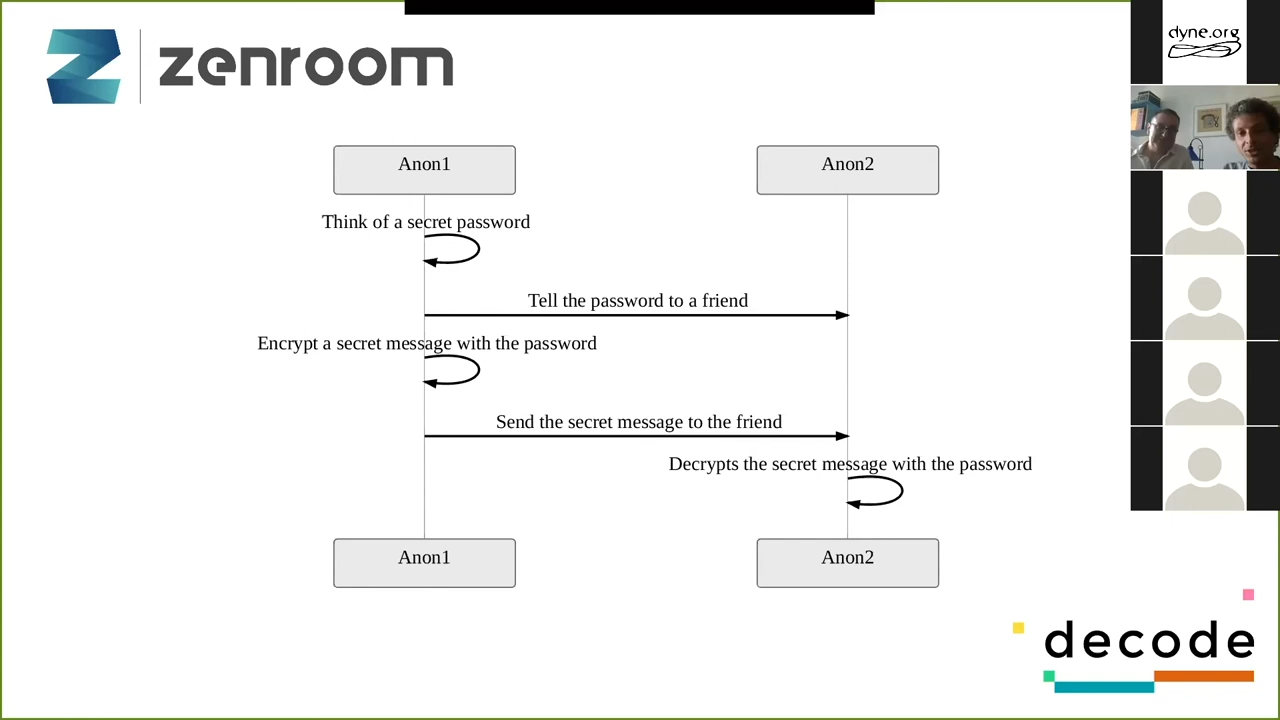 zenroom
dyne.org
Anon1
Anon2
Think of a secret password
Tell the password to a friend
Encrypt a secret message with the password
Send the secret message to the friend
Decrypts the secret message with the password
Anon1
Anon2
decode